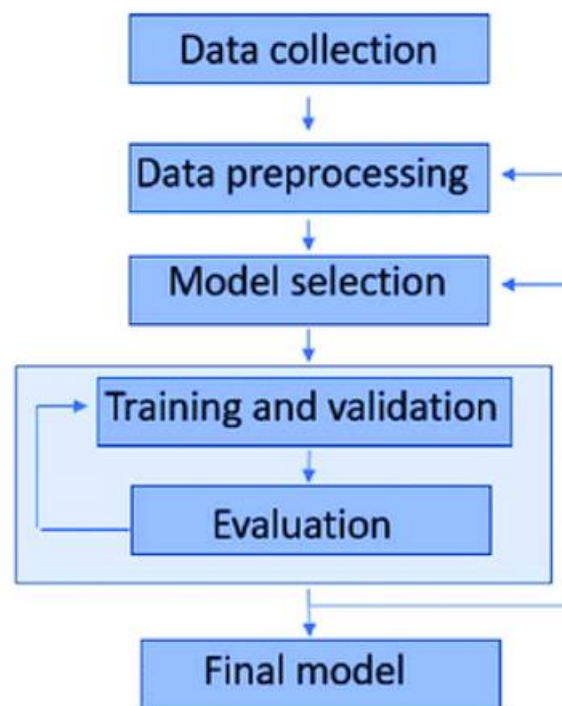 Data collection
Data preprocessing
Model selection
Training and validation
Evaluation
Final model